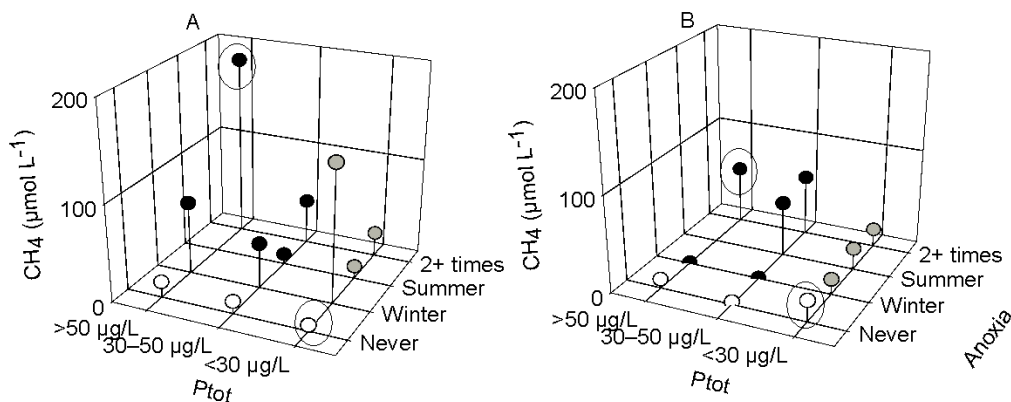 A
200
100
0
CH4 (µmol L−1)
>50 µg/L
30–50 µg/L
<30 µg/L
Ptot
2+ times
Summer
Winter
Never
B
200
100
0
CH4 (µmol L−1)
>50 µg/L
30–50 µg/L
<30 µg/L
Ptot
2+ times
Summer
Winter
Never
Anoxia